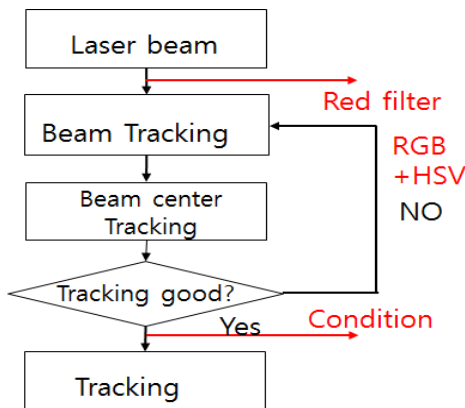 Laser beam
Red filter
Beam Tracking
RGB
+HSV
NO
Beam center
Tracking
Tracking good?
Yes
Condition
Tracking